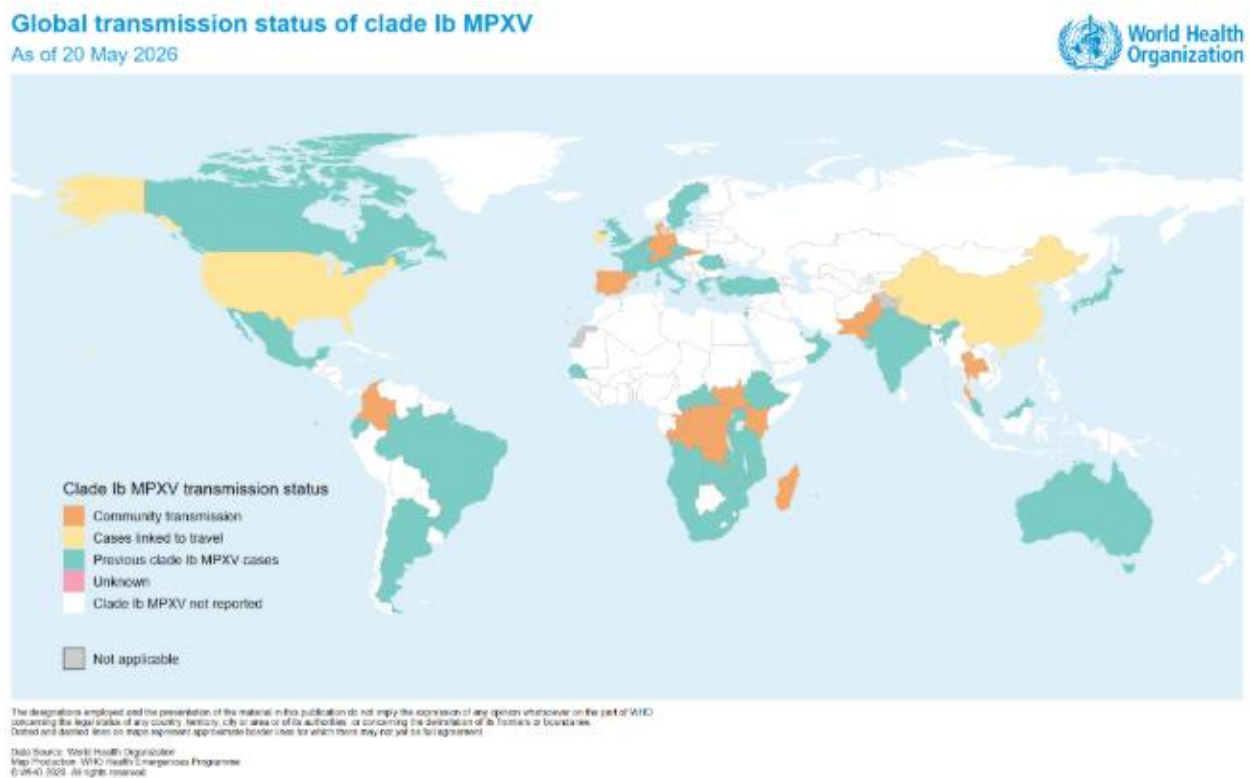 Global transmission status of clade Ib MPXV
As of 20 May 2026
World Health
Organization
Clade Ib MPXV transmission status
Community transmission
Cases linked to travel
Previous clade Ib MPXV cases
Unknown
Clade Ib MPXV not reported
Not applicable
The designations employed and the presentation of the material in this publication do not imply the expression of any opinion whatsoever on the part of WHO
concerning the legal status of any country, territory, city or area or of its authorities, or concerning the delimitation of its frontiers or boundaries.
Dotted and dashed lines on maps represent approximate border lines for which there may not yet be full agreement.
Data Source: World Health Organization
Map Production: WHO Health Emergencies Programme
© WHO 2026. All rights reserved.